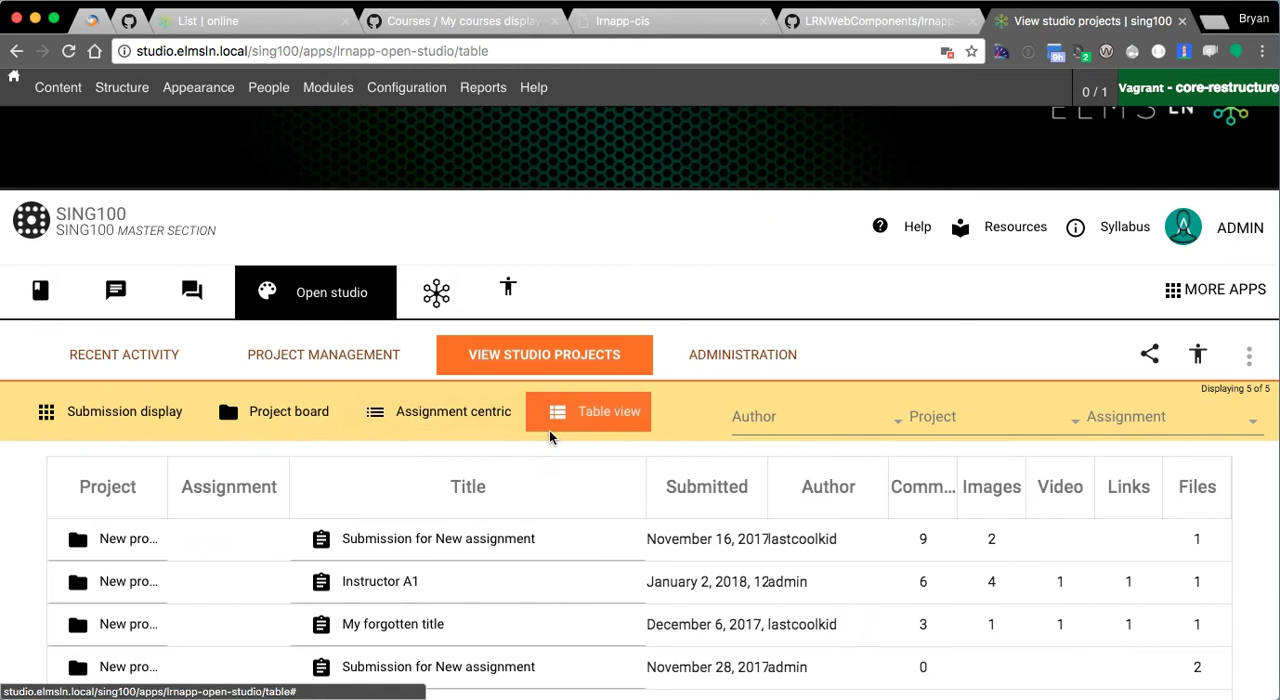 List | online
Courses / My courses display
lrnapp-cis
LRNWebComponents/lrnapp-
View studio projects | sing100
Bryan
studio.elmsln.local/sing100/apps/lrnapp-open-studio/table
9h
2
Content Structure Appearance People Modules Configuration Reports Help
0 / 1
Vagrant - core-restructure
ELMS LN
SING100
SING100 MASTER SECTION
Help Resources Syllabus ADMIN
Open studio
MORE APPS
RECENT ACTIVITY PROJECT MANAGEMENT VIEW STUDIO PROJECTS ADMINISTRATION
Displaying 5 of 5
Submission display Project board Assignment centric Table view
Author Project Assignment
Project Assignment Title Submitted Author Comm... Images Video Links Files
New pro... Submission for New assignment November 16, 2017 lastcoolkid 9 2 1
New pro... Instructor A1 January 2, 2018, 12 admin 6 4 1 1 1
New pro... My forgotten title December 6, 2017, lastcoolkid 3 1 1 1 1
New pro... Submission for New assignment November 28, 2017 admin 0 2
studio.elmsln.local/sing100/apps/lrnapp-open-studio/table#